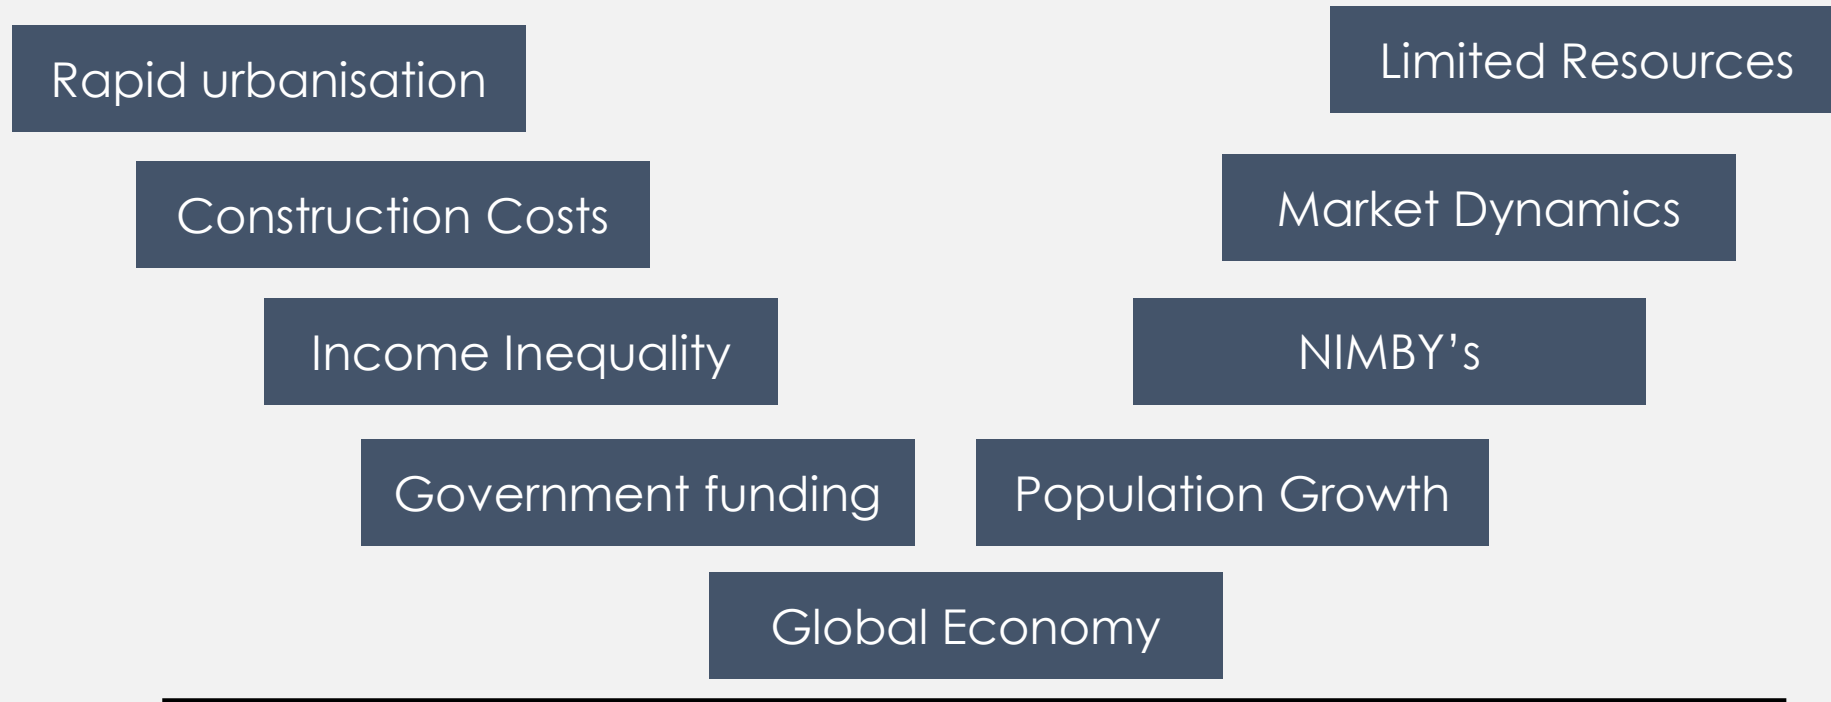 Rapid urbanisation
Limited Resources
Construction Costs
Market Dynamics
Income Inequality
NIMBY’s
Government funding
Population Growth
Global Economy